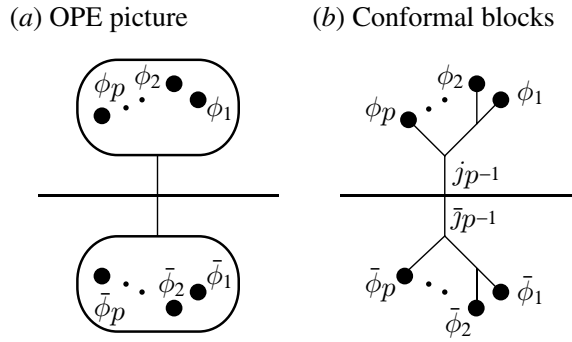 (a) OPE picture
(b) Conformal blocks
ϕp ϕ2 ϕ1
ϕp ϕ2 ϕ1
jp−1
j̄p−1
ϕ̄p ϕ̄2 ϕ̄1
ϕ̄p ϕ̄2 ϕ̄1